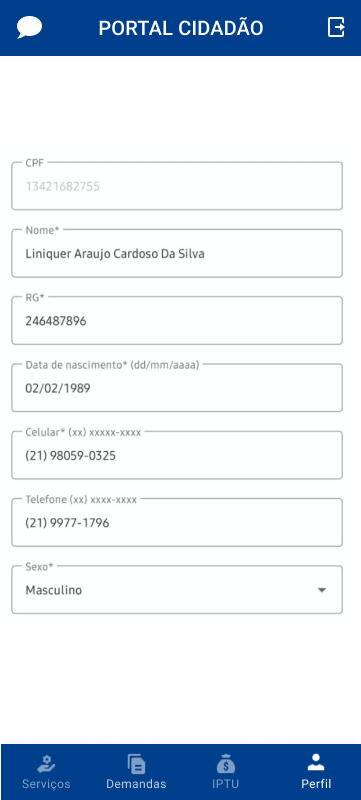 PORTAL CIDADÃO
CPF
13421682755
Nome*
Liniquer Araujo Cardoso Da Silva
RG*
246487896
Data de nascimento* (dd/mm/aaaa)
02/02/1989
Celular* (xx) xxxxx-xxxx
(21) 98059-0325
Telefone (xx) xxxx-xxxx
(21) 9977-1796
Sexo*
Masculino
Serviços
Demandas
IPTU
Perfil